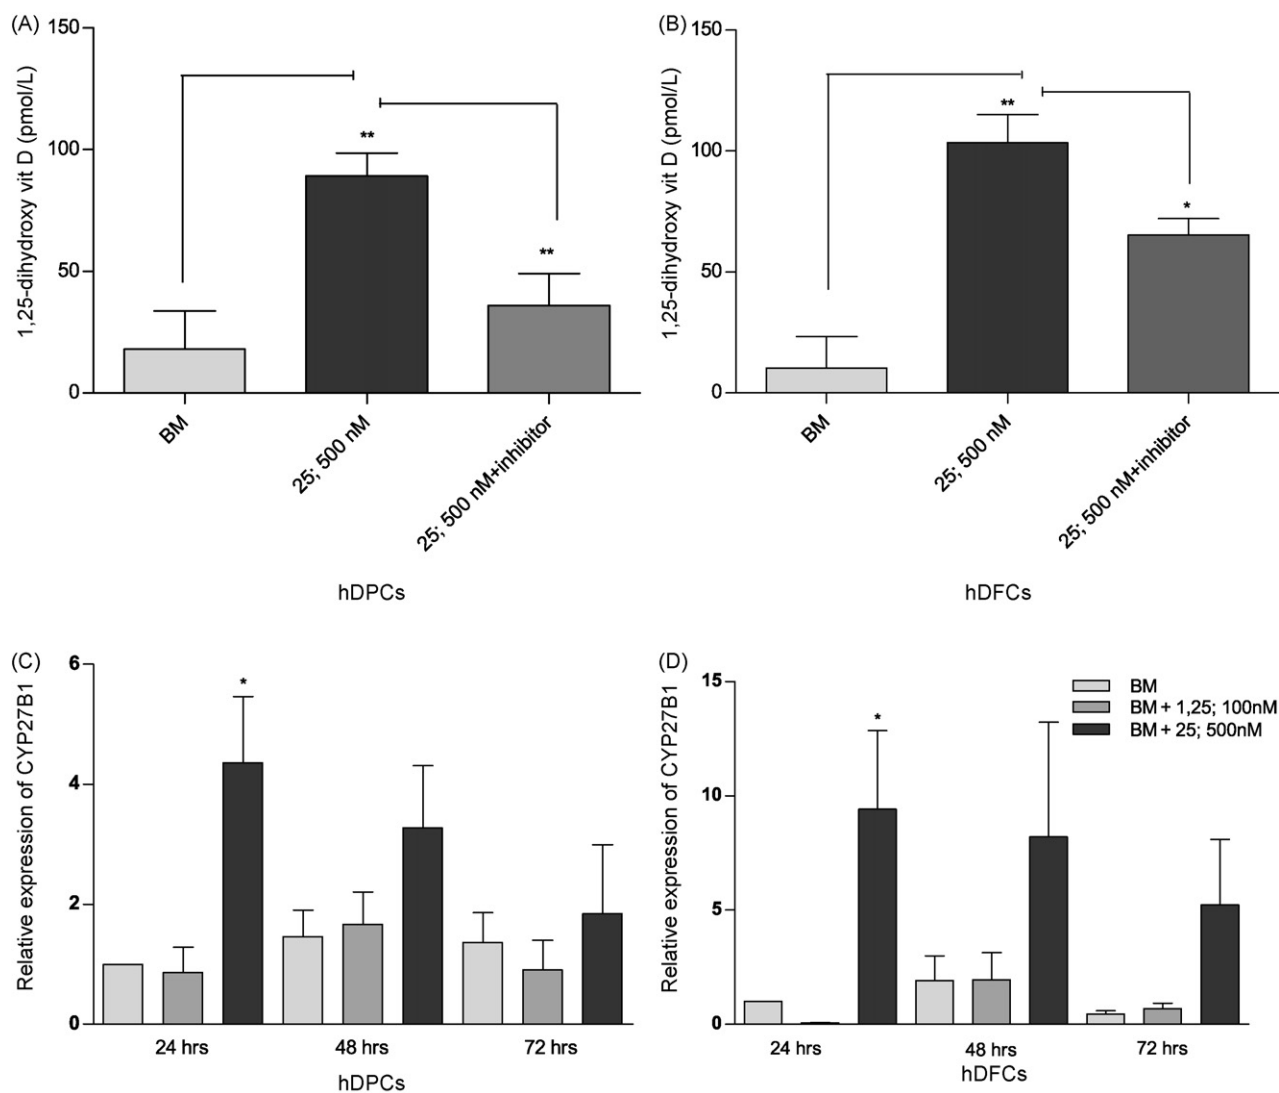 (A)
1,25-dihydroxy vit D (pmol/L)
150
100
50
0
**
**
BM
25; 500 nM
25; 500 nM+inhibitor
hDPCs
(B)
1,25-dihydroxy vit D (pmol/L)
150
100
50
0
**
*
BM
25; 500 nM
25; 500 nM+inhibitor
hDFCs
(C)
Relative expression of CYP27B1
6
4
2
0
*
24 hrs
48 hrs
72 hrs
hDPCs
(D)
Relative expression of CYP27B1
15
10
5
0
*
BM
BM + 1,25; 100nM
BM + 25; 500nM
24 hrs
48 hrs
72 hrs
hDFCs